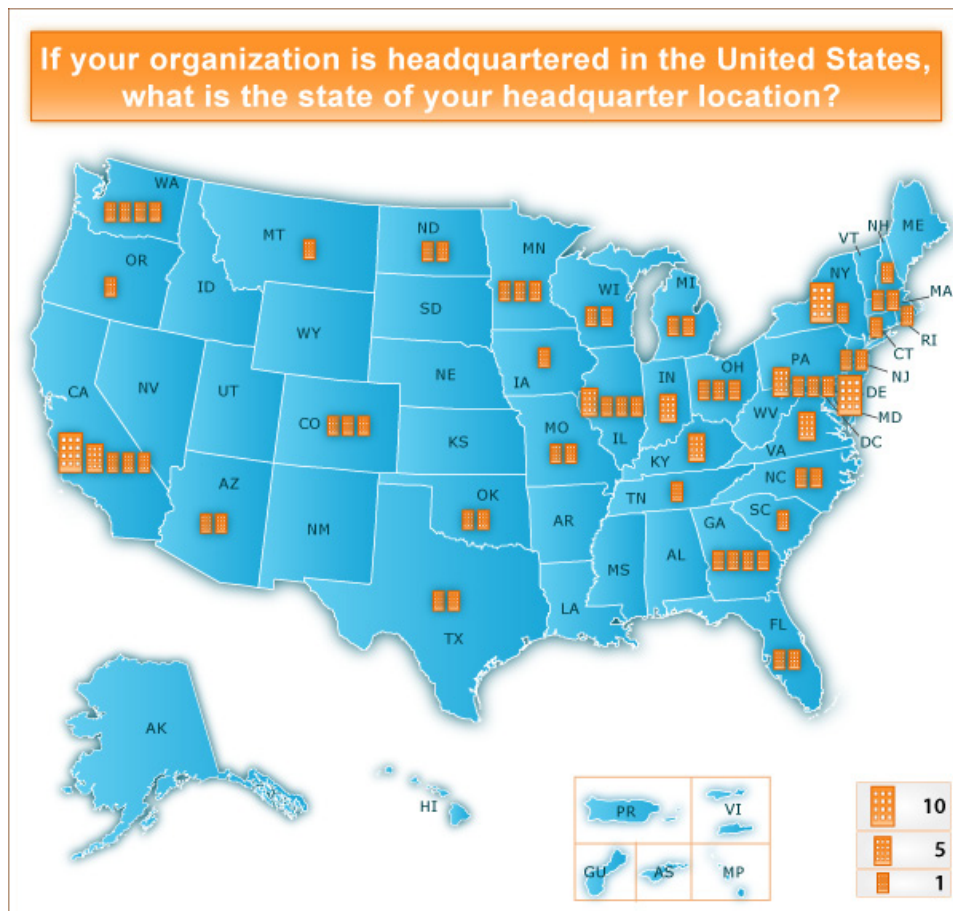 If your organization is headquartered in the United States,
what is the state of your headquarter location?
WA
MT
ND
MN
OR
ID
SD
WI
MI
VT
NH
ME
NY
MA
RI
CT
NJ
WY
NE
IA
PA
DE
MD
DC
CA
NV
UT
CO
KS
MO
IL
IN
OH
WV
VA
KY
NC
AZ
NM
OK
AR
TN
SC
GA
MS
AL
LA
TX
FL
AK
HI
PR
VI
GU
AS
MP
10
5
1